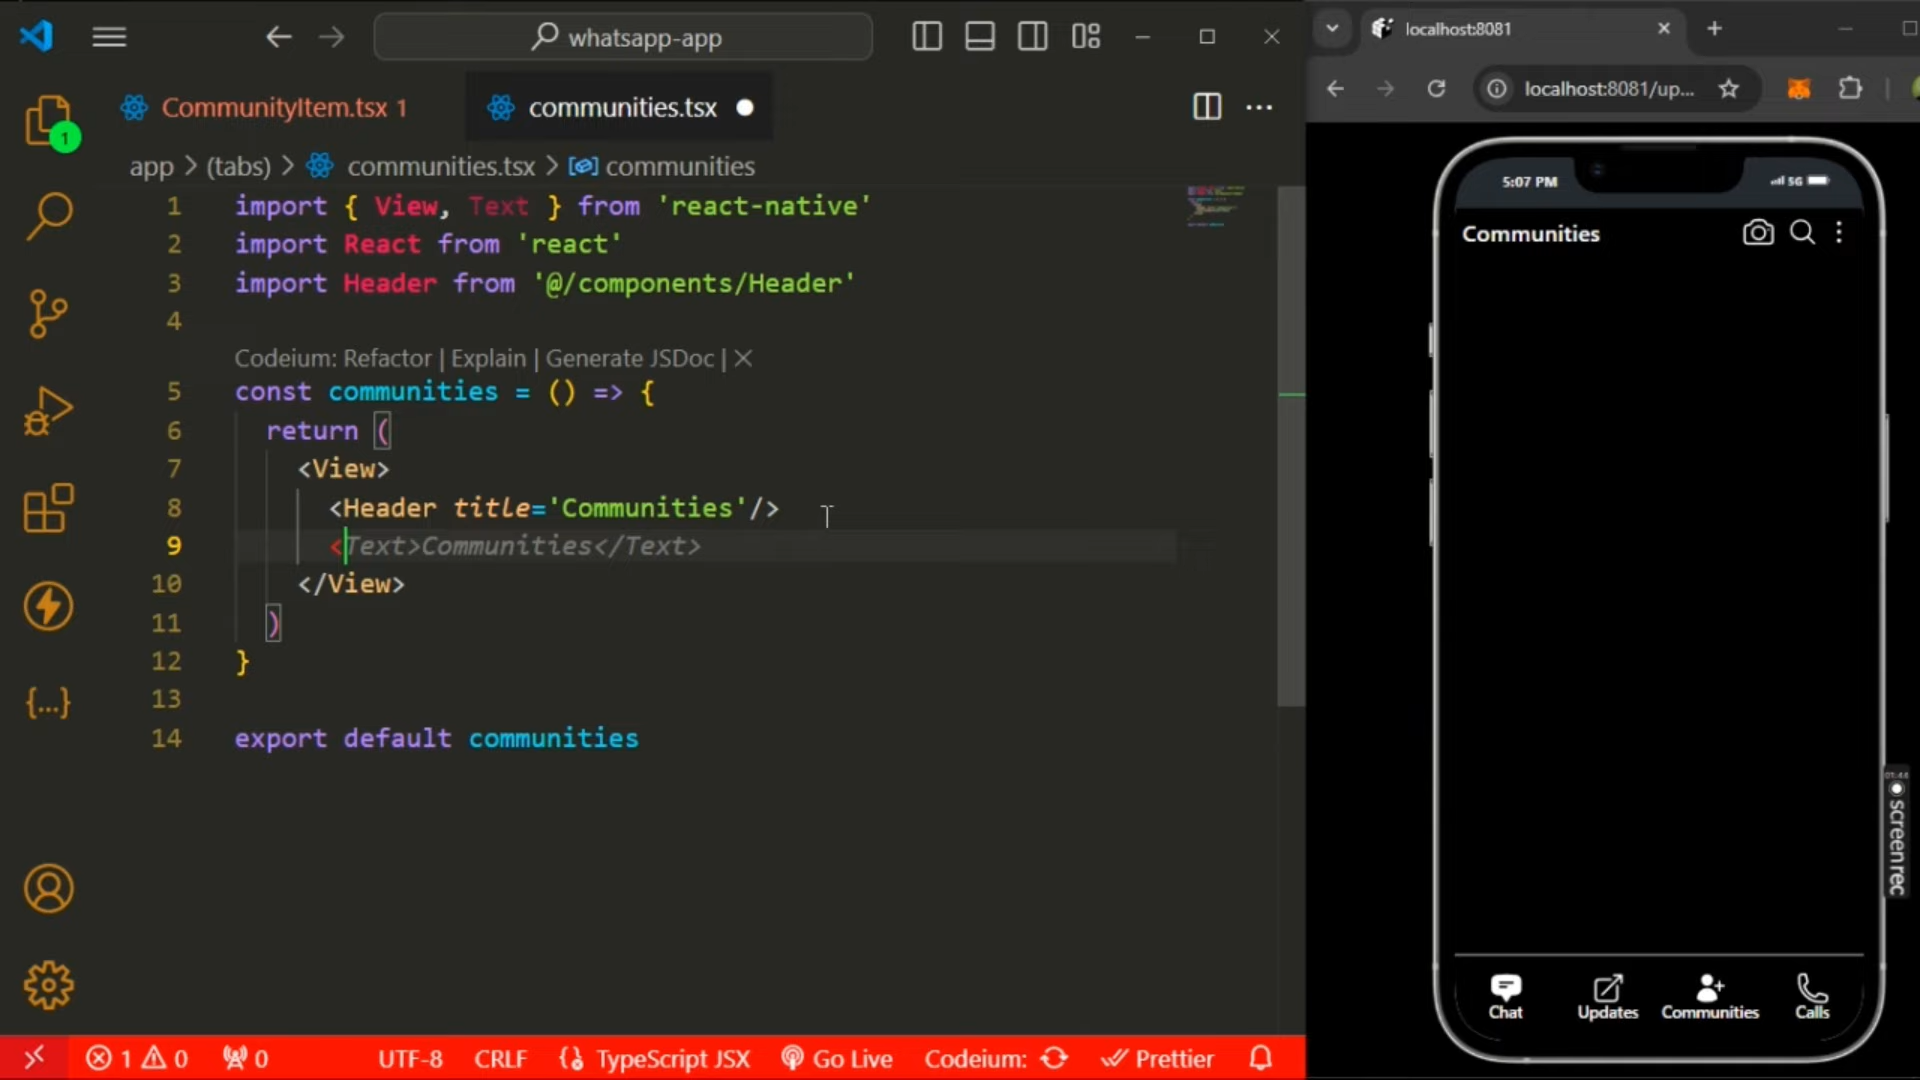 whatsapp-app
CommunityItem.tsx 1
communities.tsx
app > (tabs) > communities.tsx > communities
1 import { View, Text } from 'react-native'
2 import React from 'react'
3 import Header from '@/components/Header'
4
Codeium: Refactor | Explain | Generate JSDoc | ×
5 const communities = () => {
6 return (
7 <View>
8 <Header title='Communities'/>
9 <Text>Communities</Text>
10 </View>
11 )
12 }
13
14 export default communities
1
{...}
1 0 0 UTF-8 CRLF TypeScript JSX Go Live Codeium: Prettier
localhost:8081
localhost:8081/up...
5:07 PM
5G
Communities
Chat Updates Communities Calls
01:44
screenrec